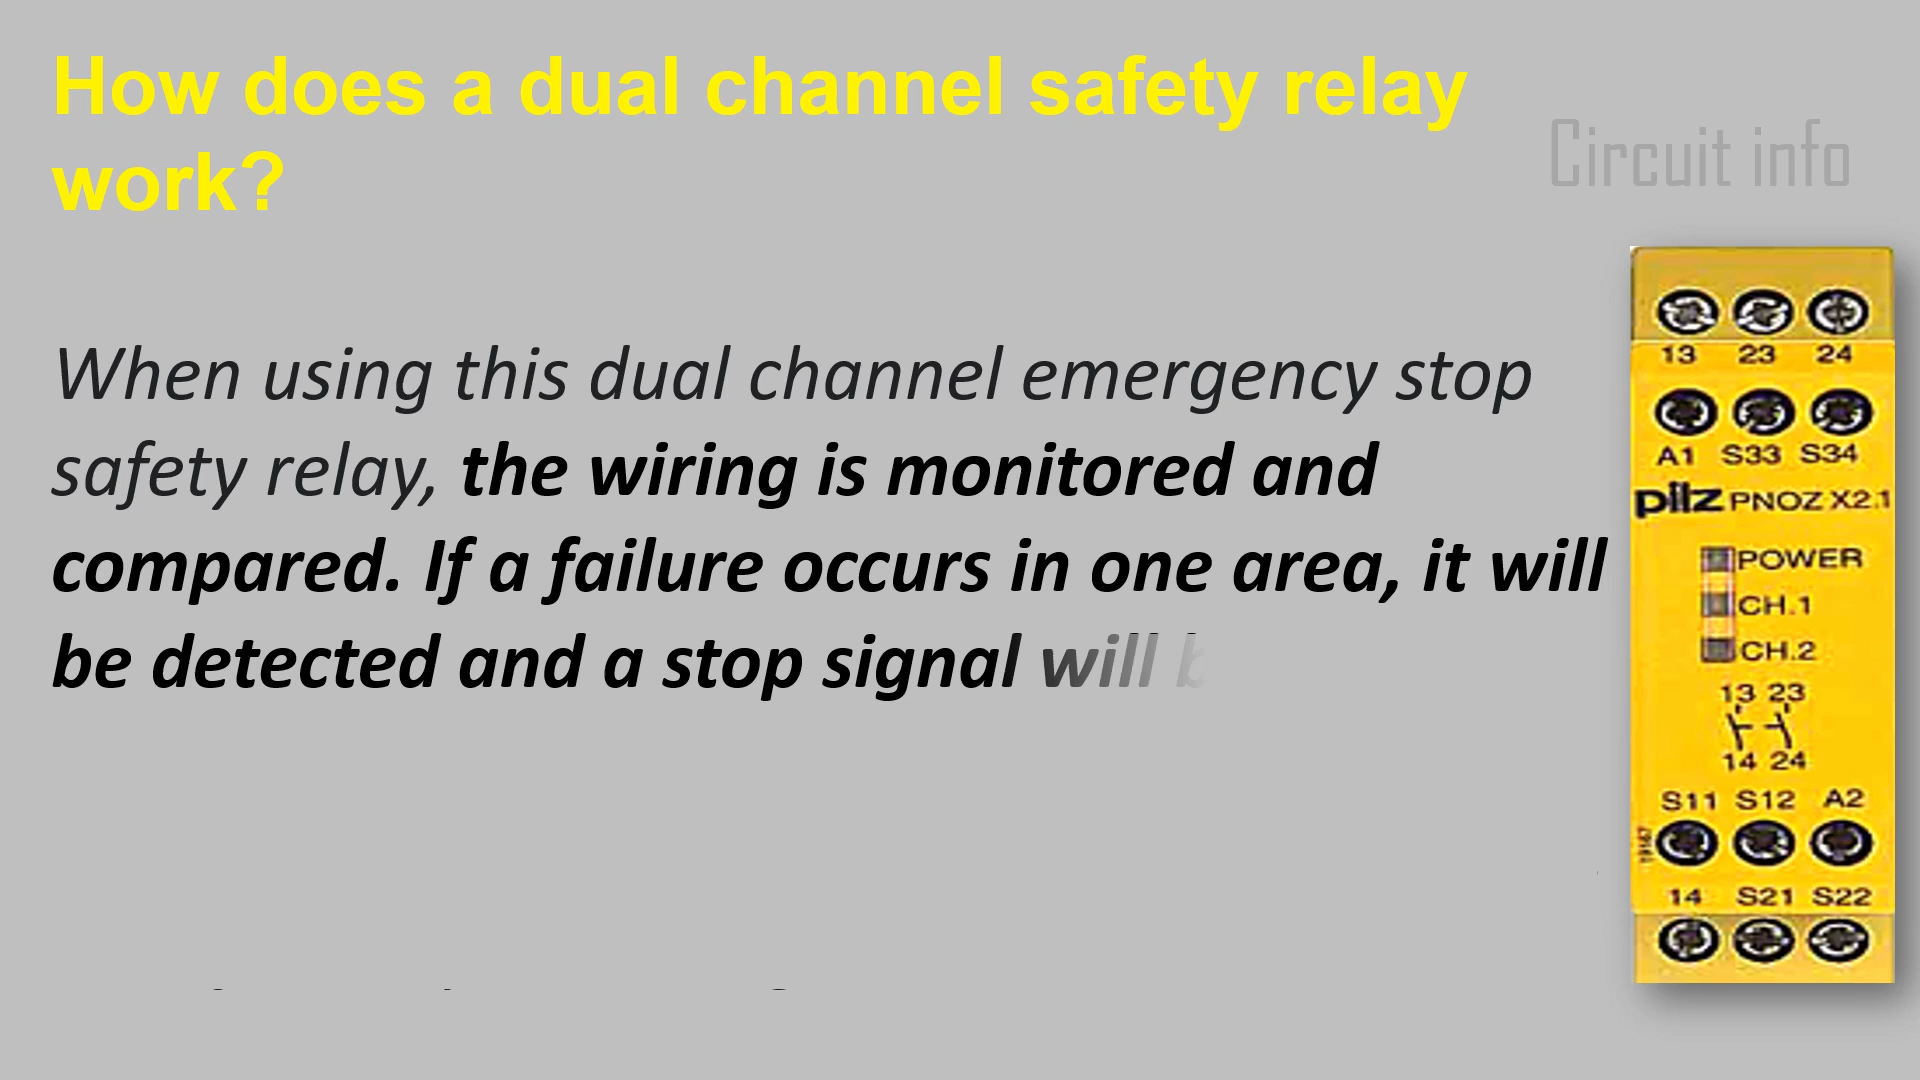 How does a dual channel safety relay
work?
Circuit info
When using this dual channel emergency stop
safety relay, the wiring is monitored and
compared. If a failure occurs in one area, it will
be detected and a stop signal will
13 23 24
A1 S33 S34
pilz PNOZ X2.1
POWER
CH.1
CH.2
13 23
14 24
S11 S12 A2
14 S21 S22